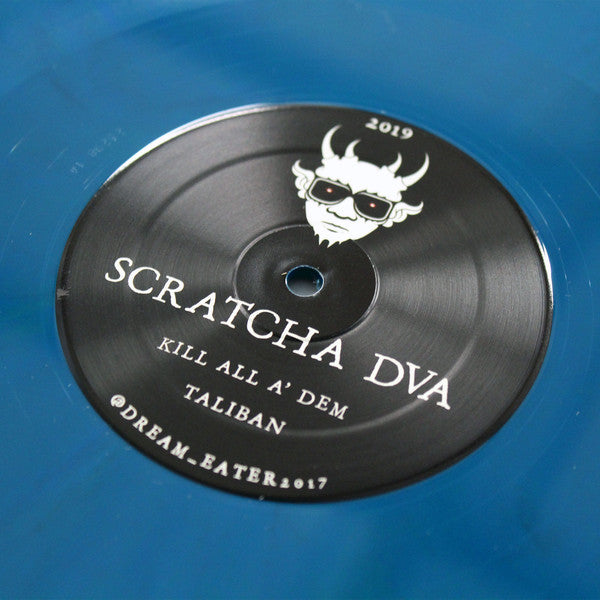 2019
SCRATCHA DVA
KILL ALL A' DEM
TALIBAN
@DREAM_EATER2017